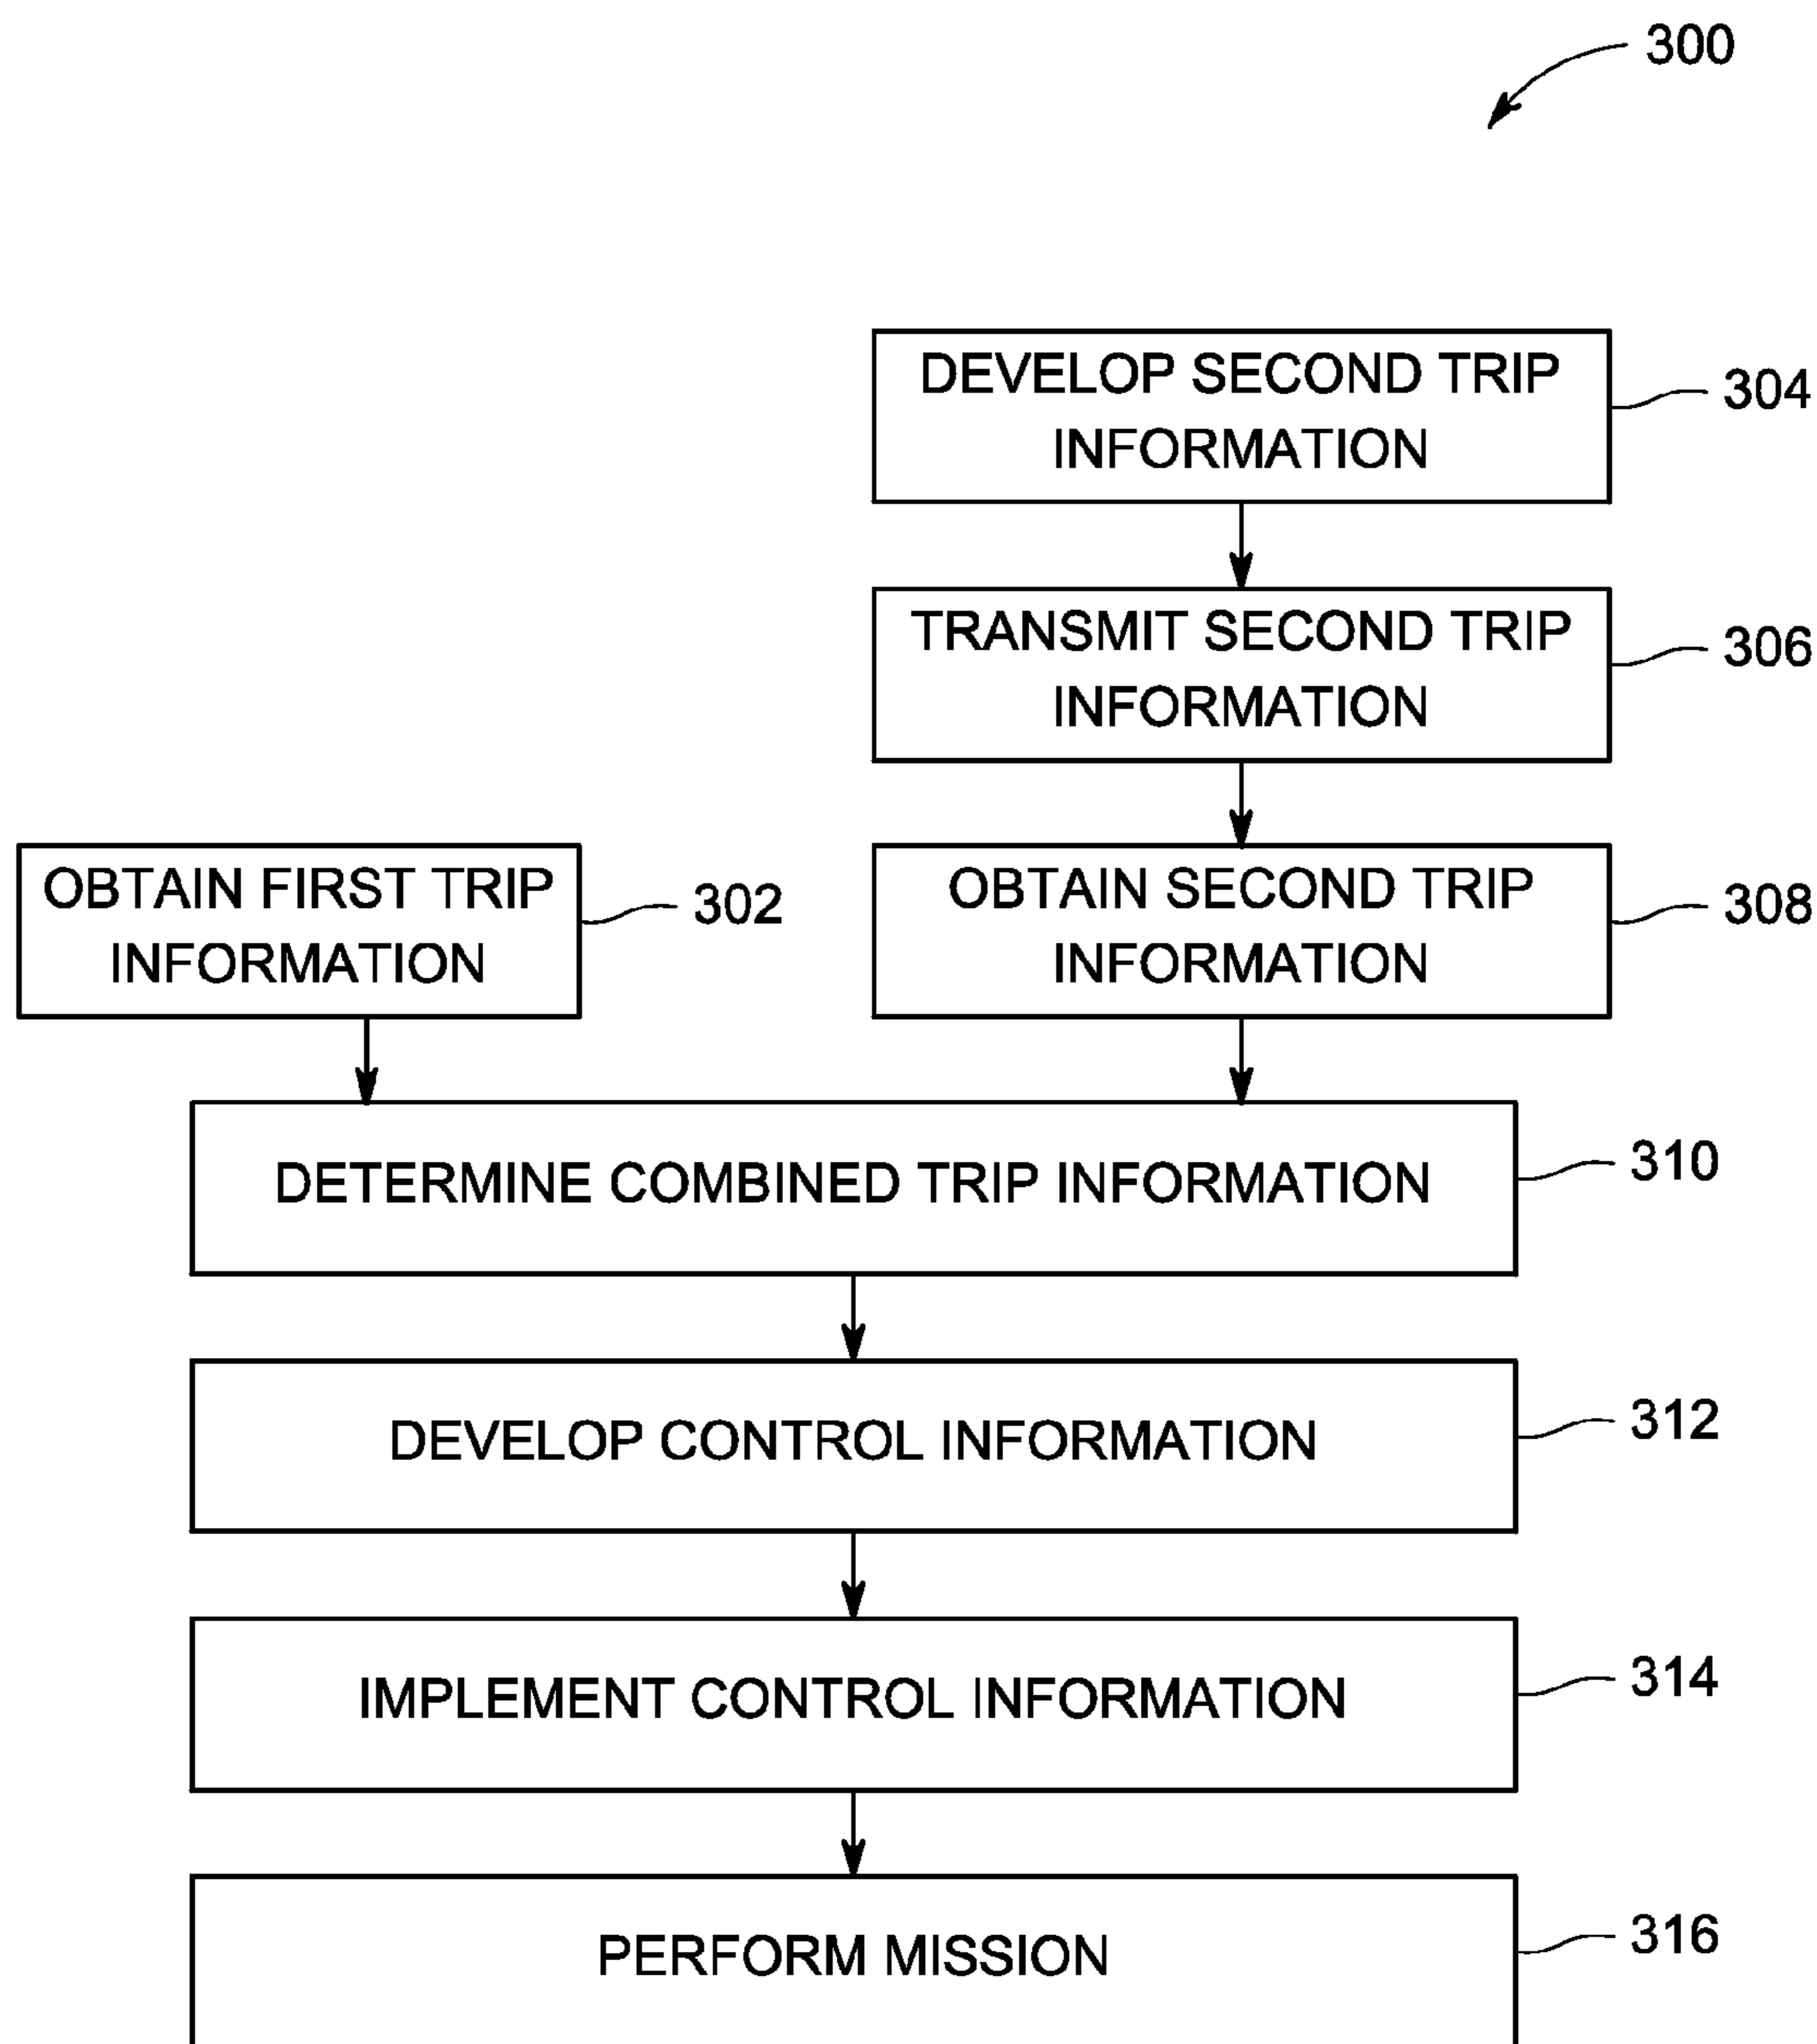 300
DEVELOP SECOND TRIP
INFORMATION
304
TRANSMIT SECOND TRIP
INFORMATION
306
OBTAIN FIRST TRIP
INFORMATION
302
OBTAIN SECOND TRIP
INFORMATION
308
DETERMINE COMBINED TRIP INFORMATION
310
DEVELOP CONTROL INFORMATION
312
IMPLEMENT CONTROL INFORMATION
314
PERFORM MISSION
316